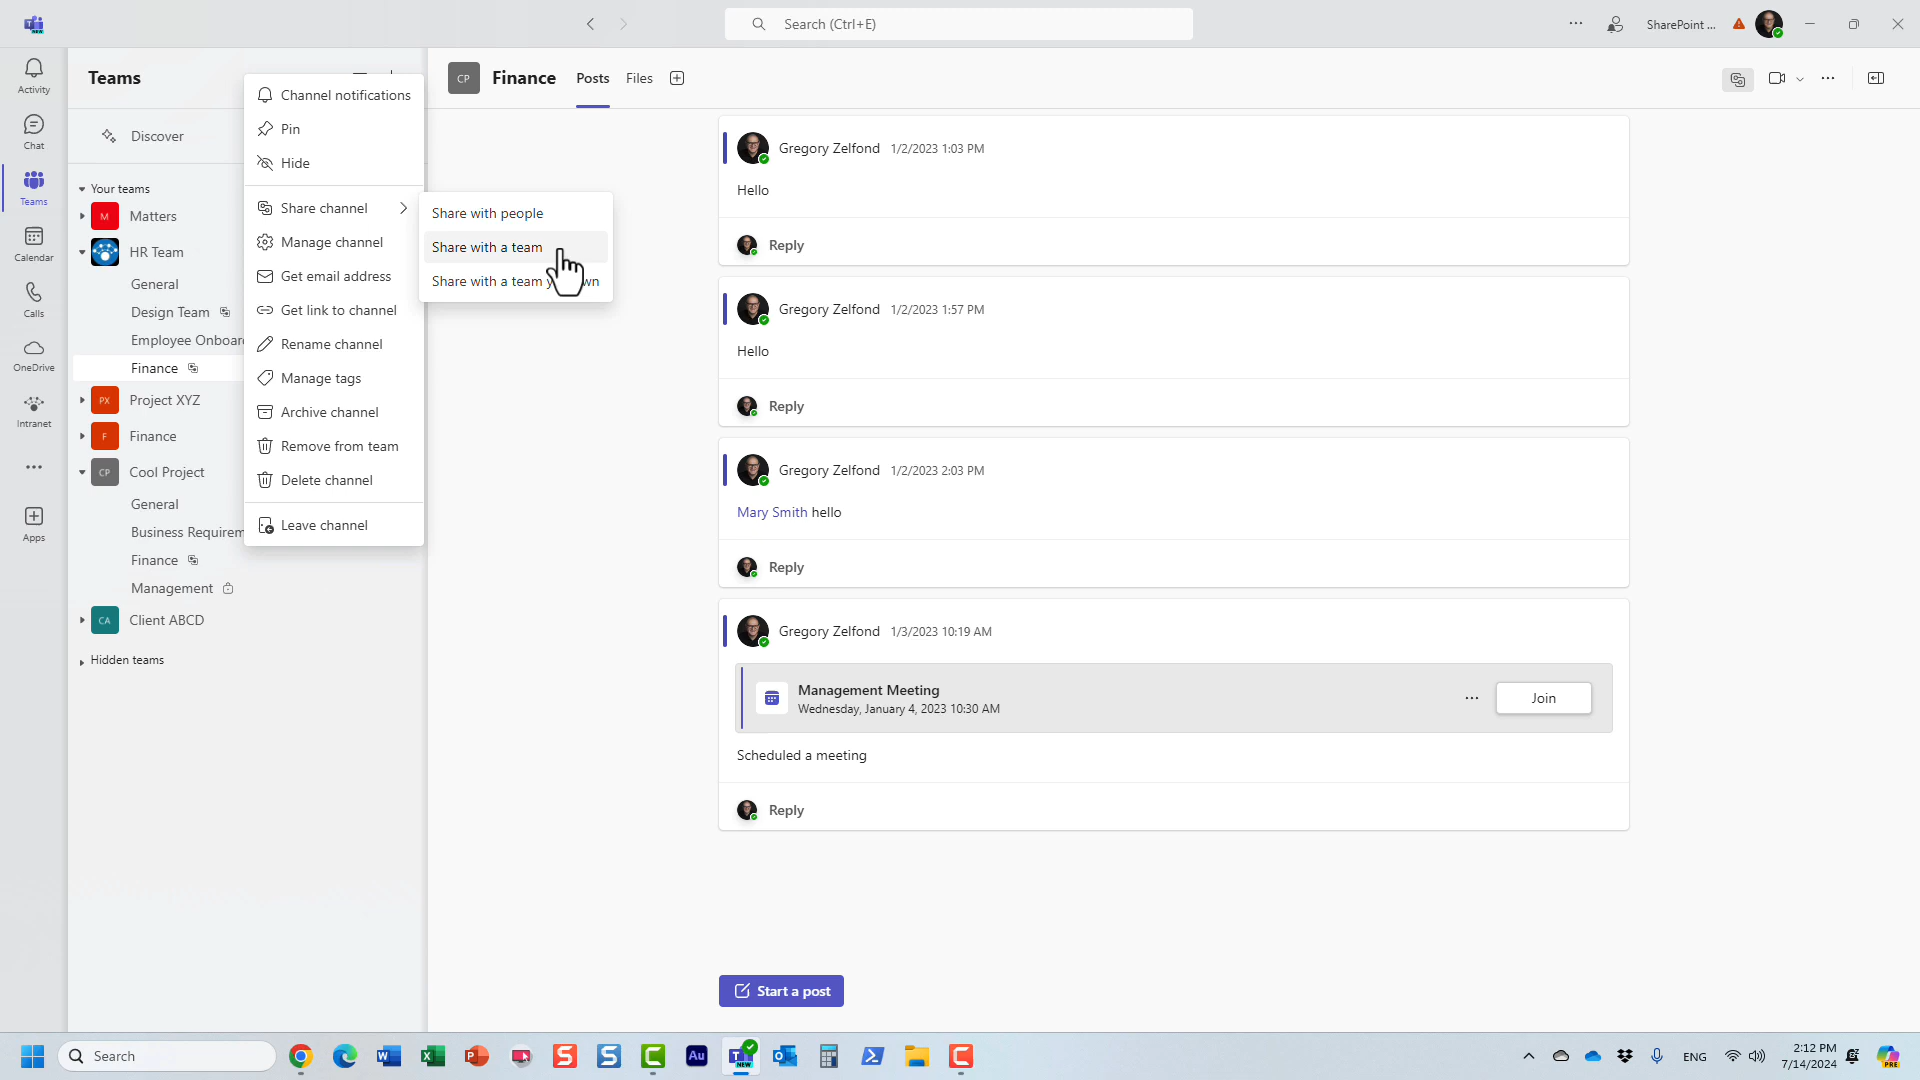 Search (Ctrl+E)
SharePoint ...
Activity
Chat
Teams
Calendar
Calls
OneDrive
Intranet
Apps
Teams
Discover
Your teams
M Matters
HR Team
General
Design Team
Employee Onboar
Finance
PX Project XYZ
F Finance
CP Cool Project
General
Business Requirem
Finance
Management
CA Client ABCD
Hidden teams
Channel notifications
Pin
Hide
Share channel
Manage channel
Get email address
Get link to channel
Rename channel
Manage tags
Archive channel
Remove from team
Delete channel
Leave channel
Share with people
Share with a team
Share with a team y wn
CP Finance Posts Files
Gregory Zelfond 1/2/2023 1:03 PM
Hello
Reply
Gregory Zelfond 1/2/2023 1:57 PM
Hello
Reply
Gregory Zelfond 1/2/2023 2:03 PM
Mary Smith hello
Reply
Gregory Zelfond 1/3/2023 10:19 AM
Management Meeting
Wednesday, January 4, 2023 10:30 AM
Join
Scheduled a meeting
Reply
Start a post
Search
Au
NEW
ENG
2:12 PM
7/14/2024
PRE